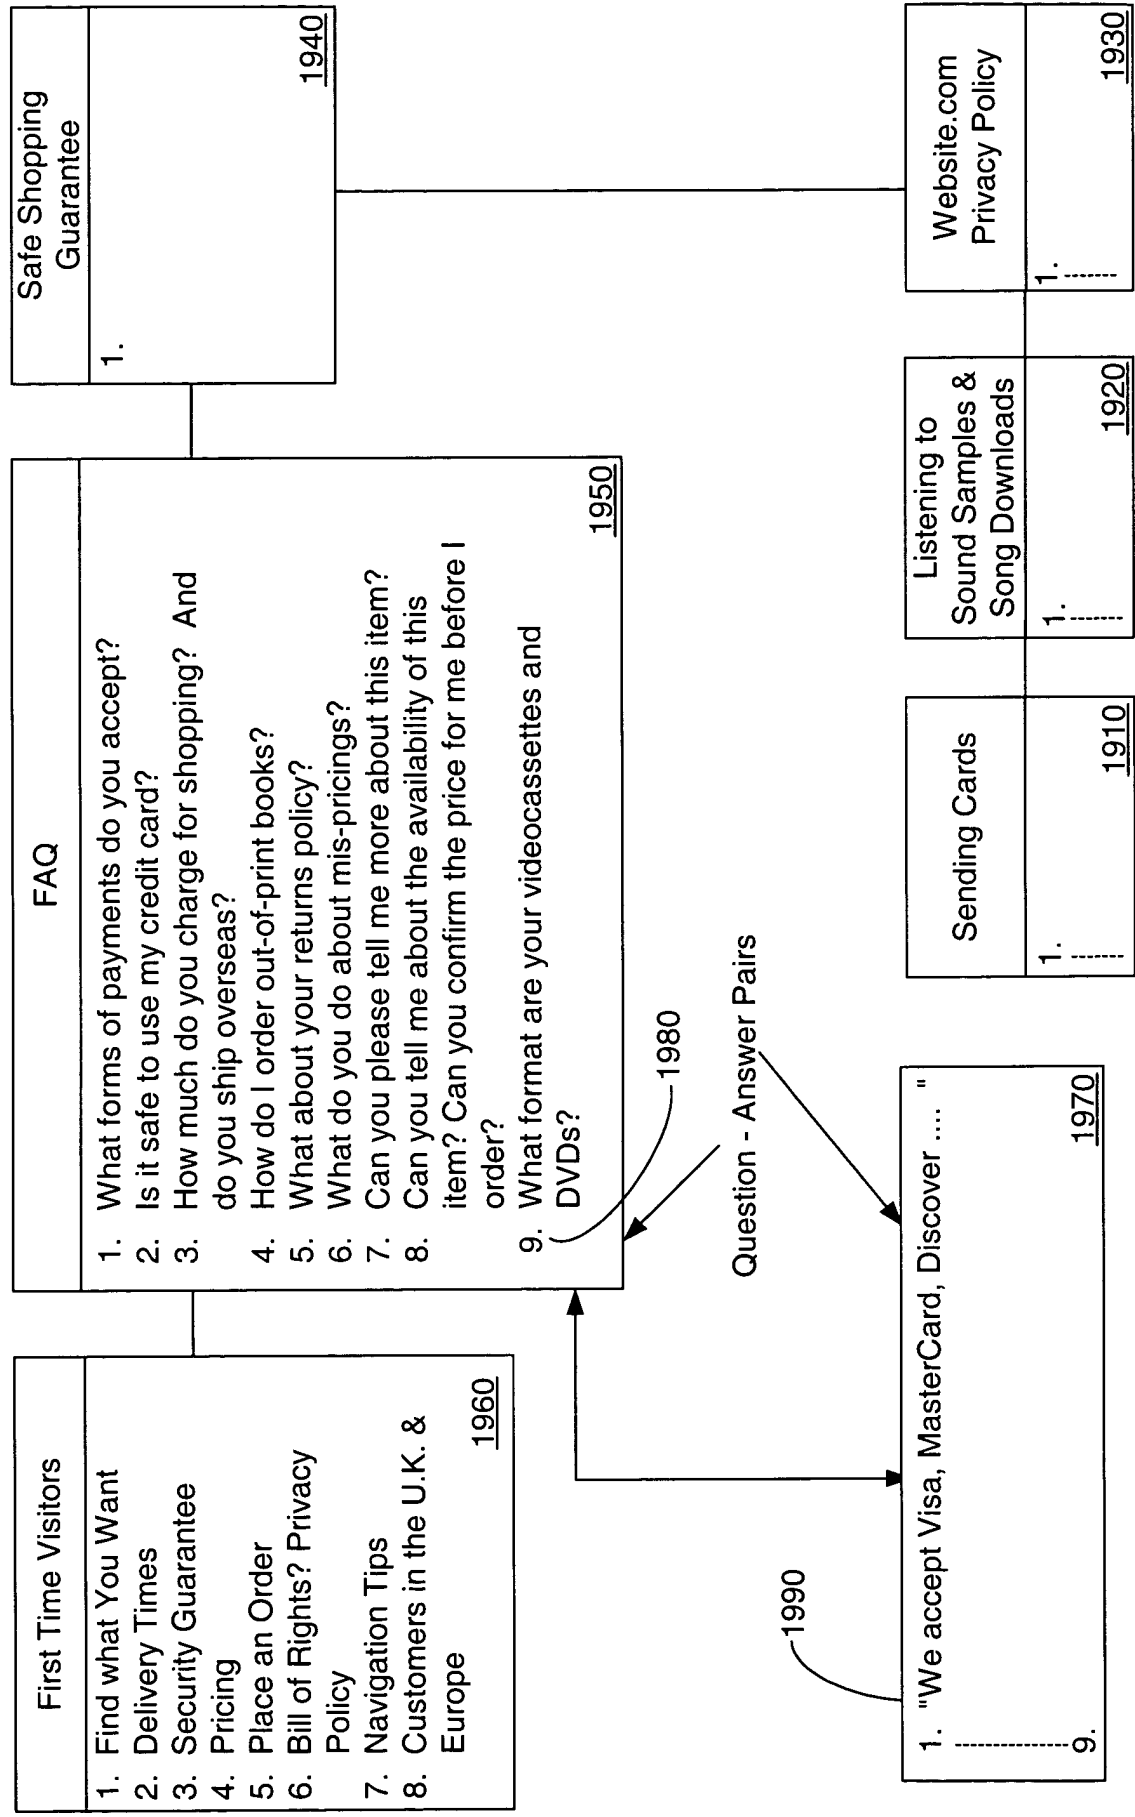 First Time Visitors
1. Find what You Want
2. Delivery Times
3. Security Guarantee
4. Pricing
5. Place an Order
6. Bill of Rights? Privacy
Policy
7. Navigation Tips
8. Customers in the U.K. &
Europe
1960
FAQ
1. What forms of payments do you accept?
2. Is it safe to use my credit card?
3. How much do you charge for shopping? And
do you ship overseas?
4. How do I order out-of-print books?
5. What about your returns policy?
6. What do you do about mis-pricings?
7. Can you please tell me more about this item?
8. Can you tell me about the availability of this
item? Can you confirm the price for me before I
order?
9. What format are your videocassettes and
DVDs?
1950
Safe Shopping
Guarantee
1.
1940
1980
Question - Answer Pairs
1990
1. "We accept Visa, MasterCard, Discover .... "
9.
1970
Sending Cards
1.
1910
Listening to
Sound Samples &
Song Downloads
1.
1920
Website.com
Privacy Policy
1.
1930